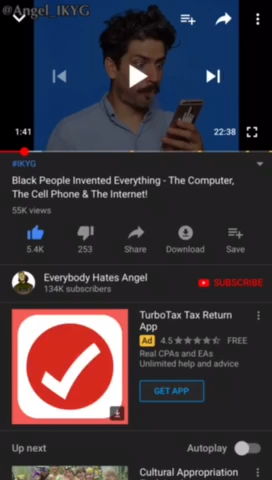 @Angel_IKYG
1:41
22:38
#IKYG
Black People Invented Everything - The Computer,
The Cell Phone & The Internet!
55K views
5.4K
253
Share
Download
Save
Everybody Hates Angel
134K subscribers
SUBSCRIBE
TurboTax Tax Return
App
Ad 4.5 FREE
Real CPAs and EAs
Unlimited help and advice
GET APP
Up next
Autoplay
Cultural Appropriation